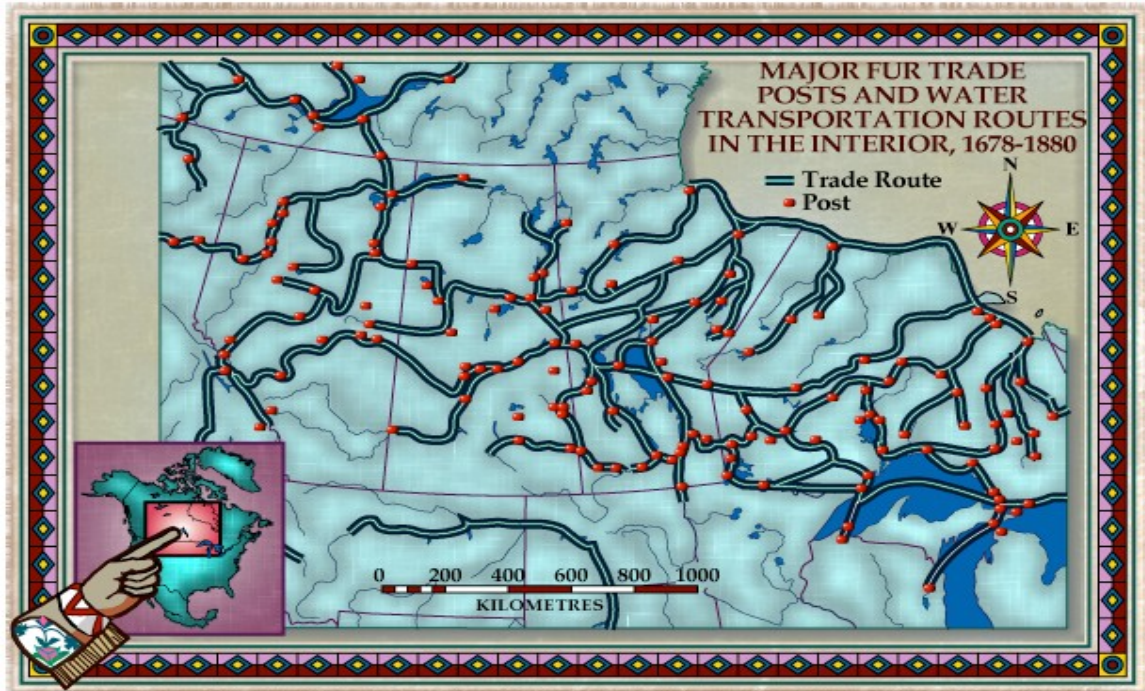 MAJOR FUR TRADE
POSTS AND WATER
TRANSPORTATION ROUTES
IN THE INTERIOR, 1678-1880
Trade Route
Post
N
W E
S
0 200 400 600 800 1000
KILOMETRES